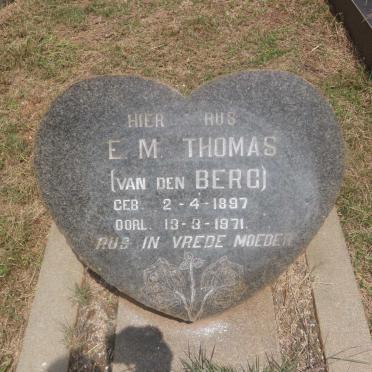 HIER RUS
E. M. THOMAS
(VAN DEN BERG)
GEB. 2-4-1897
OORL. 13-3-1971.
RUS IN VREDE MOEDER